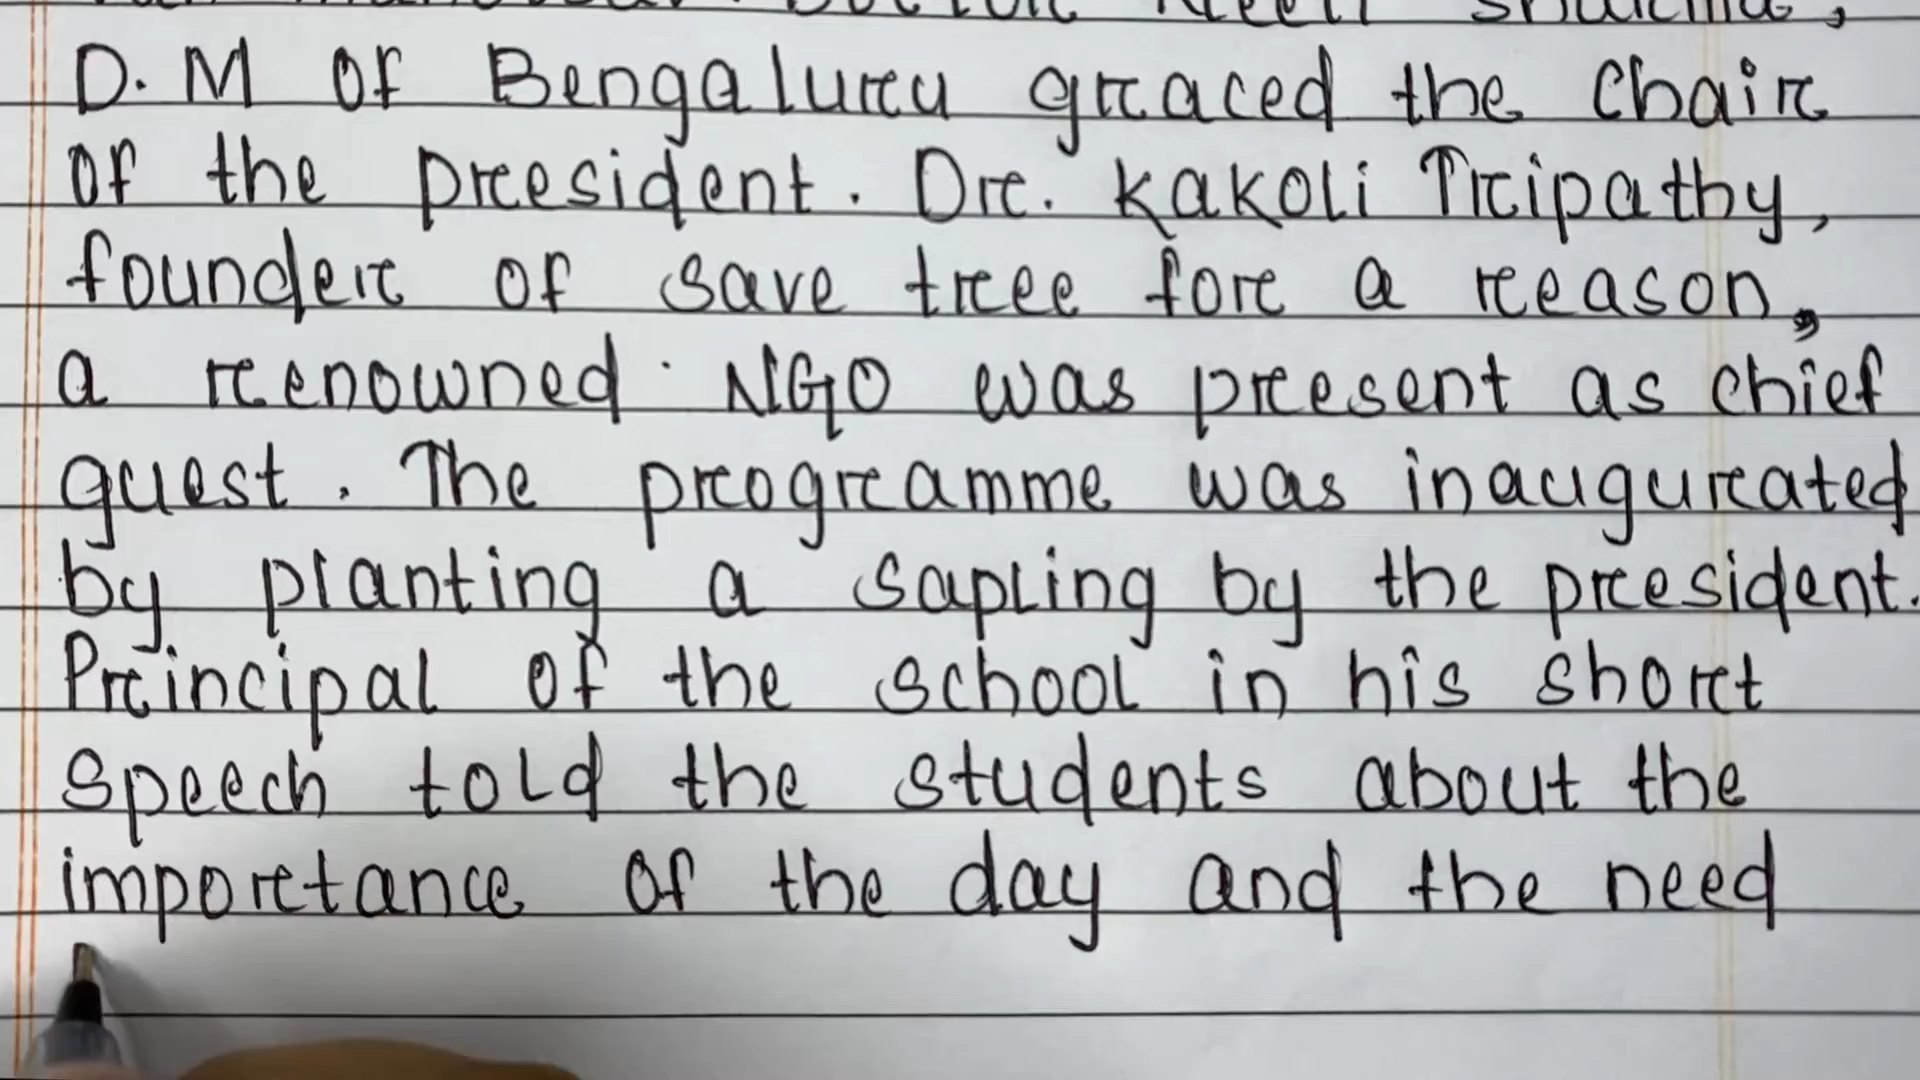 D. M of Bengaluru graced the chair
of the president. Dr. Kakoli Tripathy,
founder of save tree for a reason,
a renowned NGO was present as chief
guest. The programme was inaugurated
by planting a sapling by the president.
Principal of the school in his short
speech told the students about the
importance of the day and the need